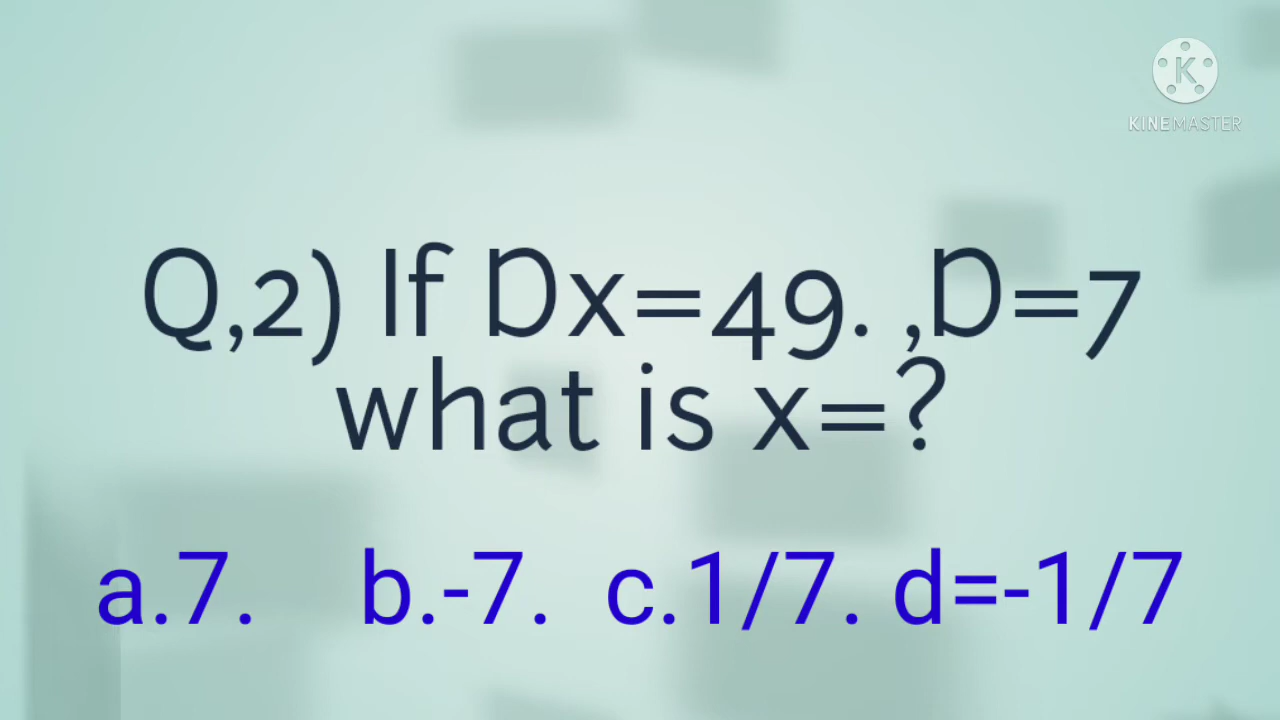 KINEMASTER
Q,2) If Dx=49. ,D=7
what is x=?
a.7. b.-7. c.1/7. d=-1/7